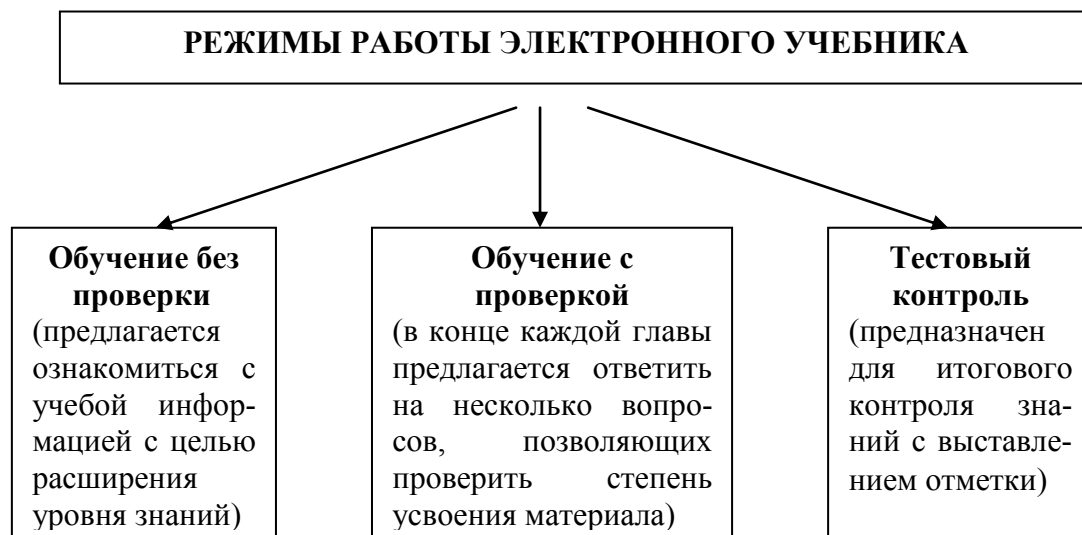 РЕЖИМЫ РАБОТЫ ЭЛЕКТРОННОГО УЧЕБНИКА
Обучение без
проверки
(предлагается
ознакомиться с
учебой инфор-
мацией с целью
расширения
уровня знаний)
Обучение с
проверкой
(в конце каждой главы
предлагается ответить
на несколько вопро-
сов, позволяющих
проверить степень
усвоения материала)
Тестовый
контроль
(предназначен
для итогового
контроля зна-
ний с выставле-
нием отметки)